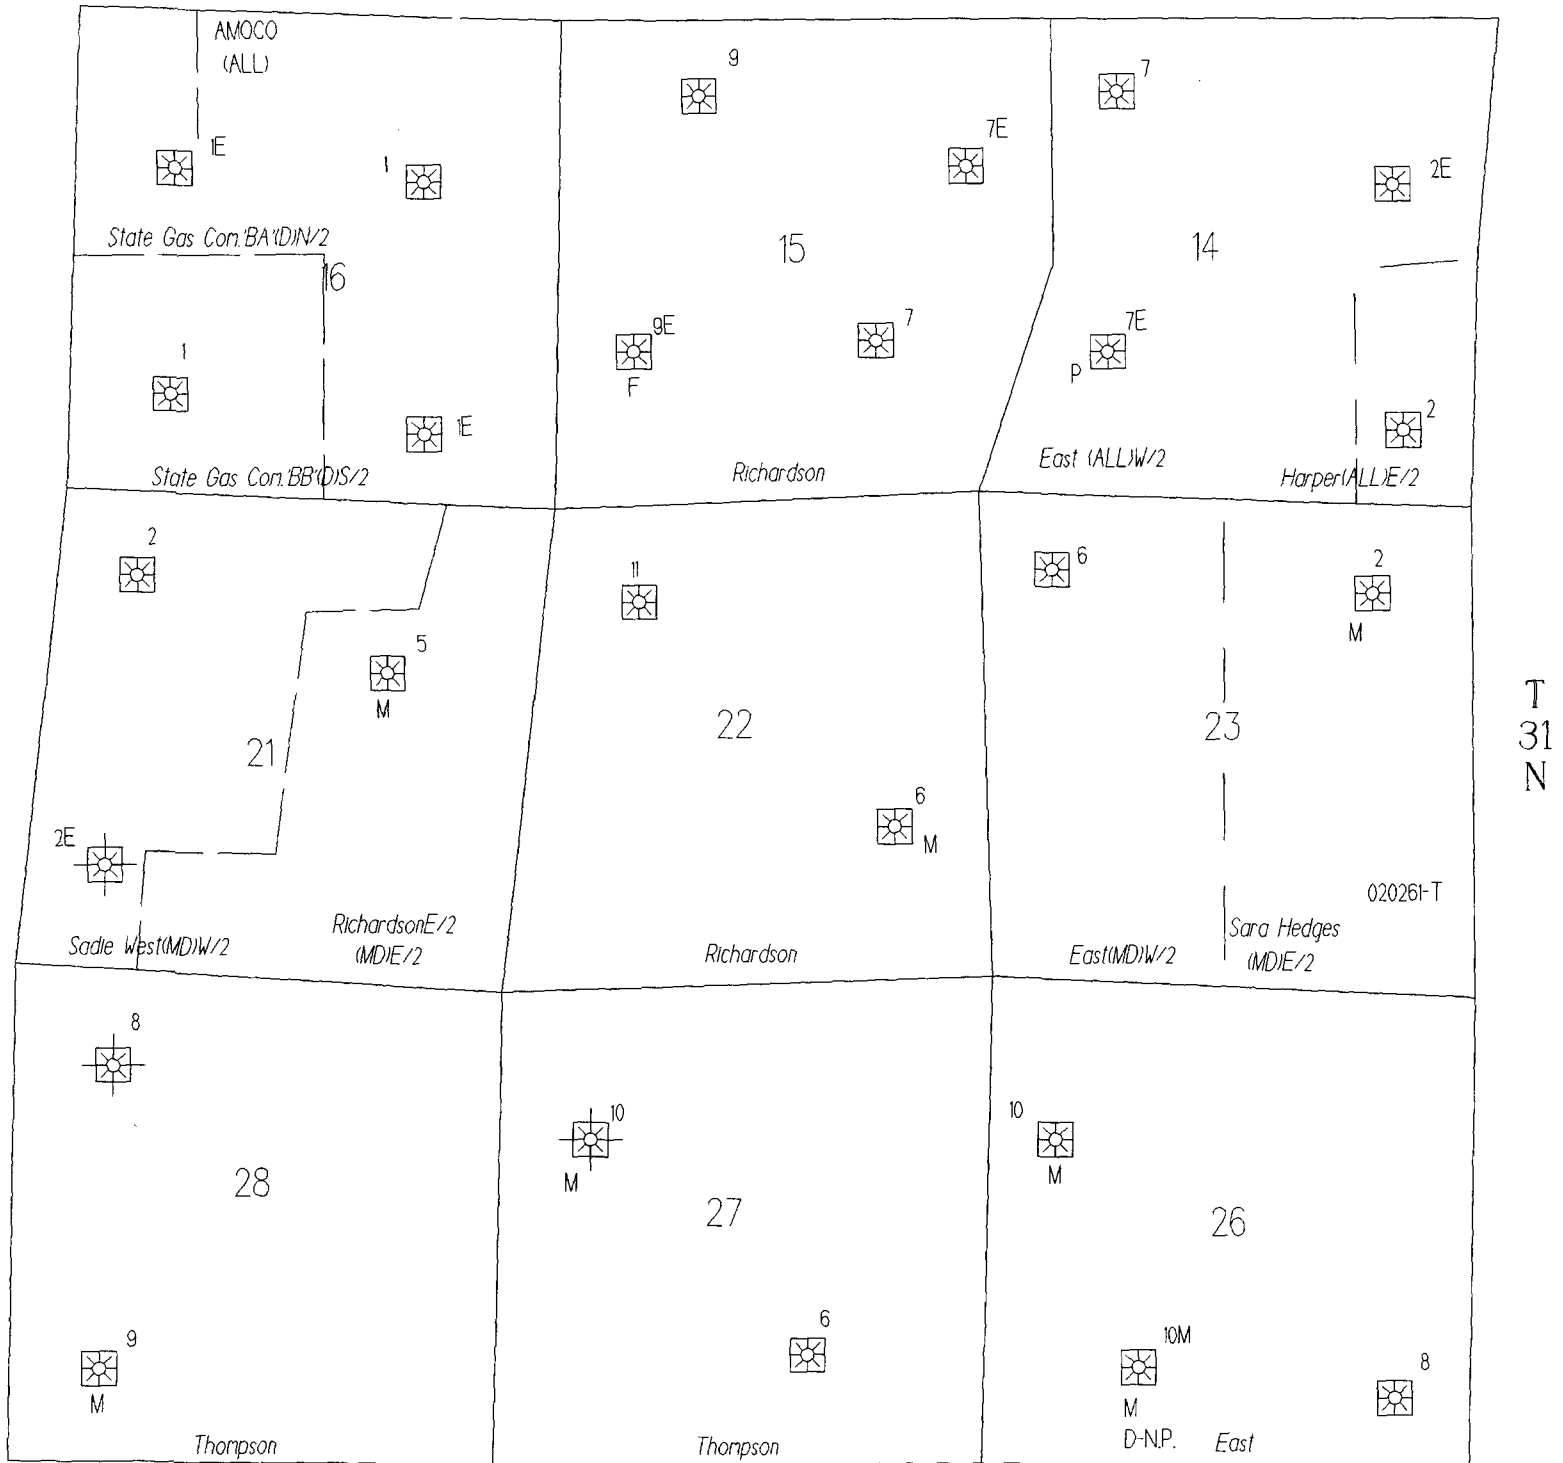 AMOCO
(ALL)
1E
1
State Gas Com.'BA'(D)N/2
16
1
1E
State Gas Com.'BB'(D)S/2
9
7E
15
9E
F
7
Richardson
7
2E
14
7E
P
2
East (ALL)W/2
Harper(ALL)E/2
2
5
M
21
2E
Sadie West(MD)W/2
RichardsonE/2
(MD)E/2
11
22
6
M
Richardson
6
2
M
23
020261-T
East(MD)W/2
Sara Hedges
(MD)E/2
T
31
N
8
28
9
M
Thompson
10
M
27
6
Thompson
10
M
26
10M
M
D-N.P.
8
East